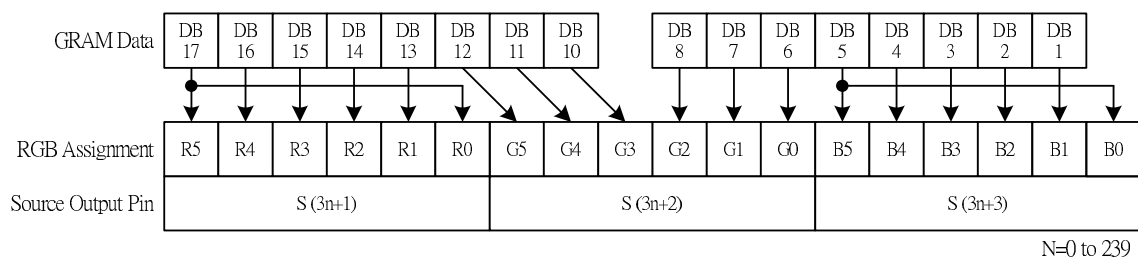 GRAM Data DB 17 DB 16 DB 15 DB 14 DB 13 DB 12 DB 11 DB 10 DB 8 DB 7 DB 6 DB 5 DB 4 DB 3 DB 2 DB 1
RGB Assignment R5 R4 R3 R2 R1 R0 G5 G4 G3 G2 G1 G0 B5 B4 B3 B2 B1 B0
Source Output Pin S (3n+1) S (3n+2) S (3n+3)
N=0 to 239